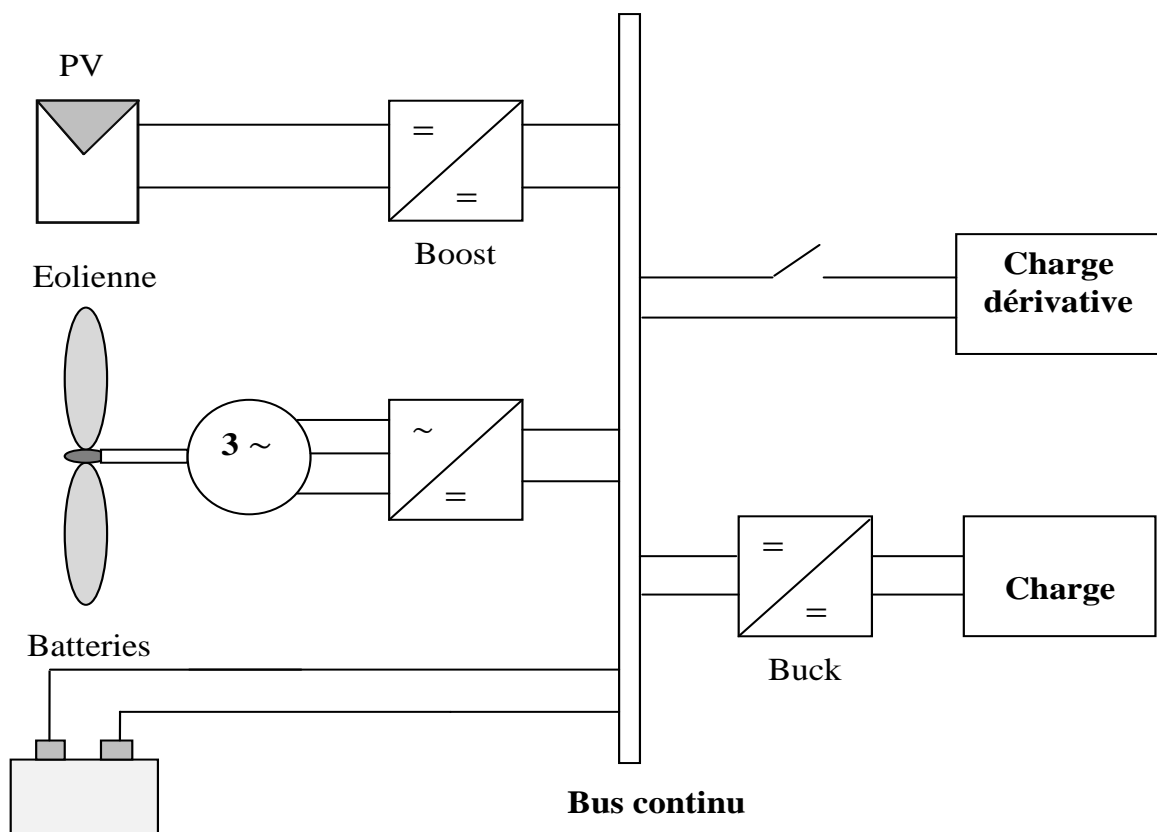 PV
=
=
Boost
Eolienne
3 ~
~
=
Batteries
Charge
dérivative
=
=
Buck
Charge
Bus continu